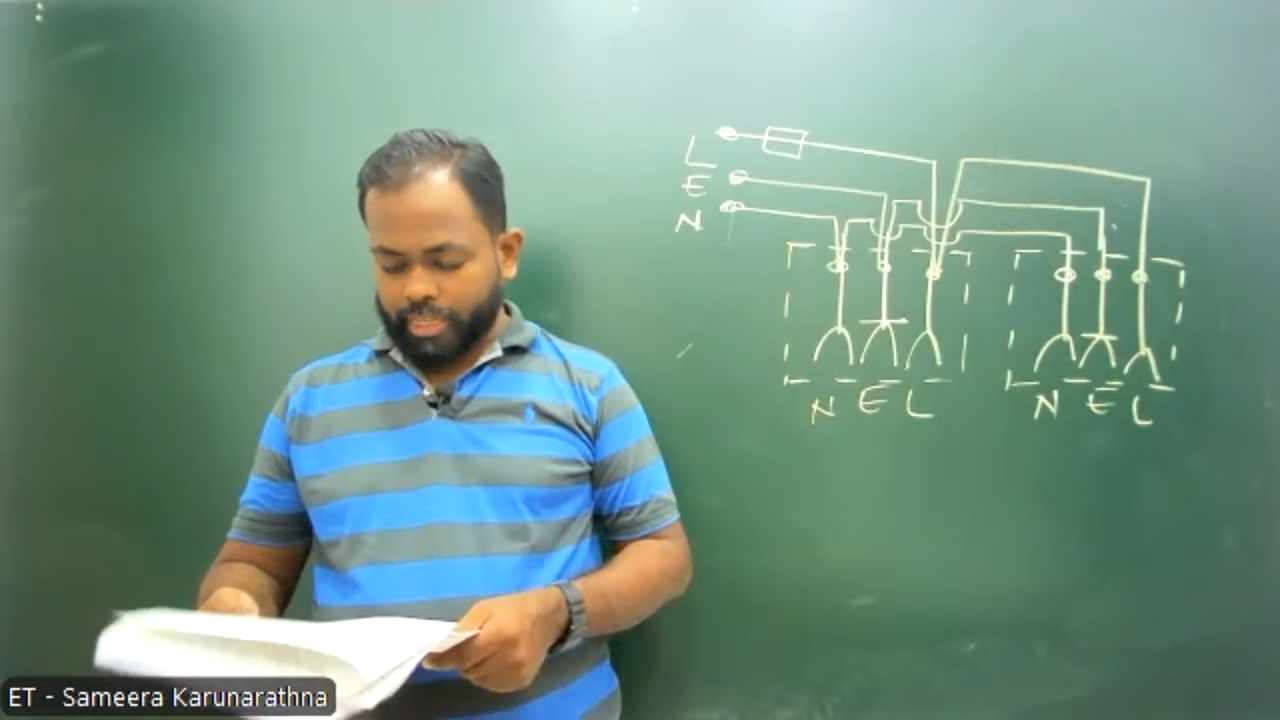 L
E
N
N E L
N E L
ET - Sameera Karunarathna